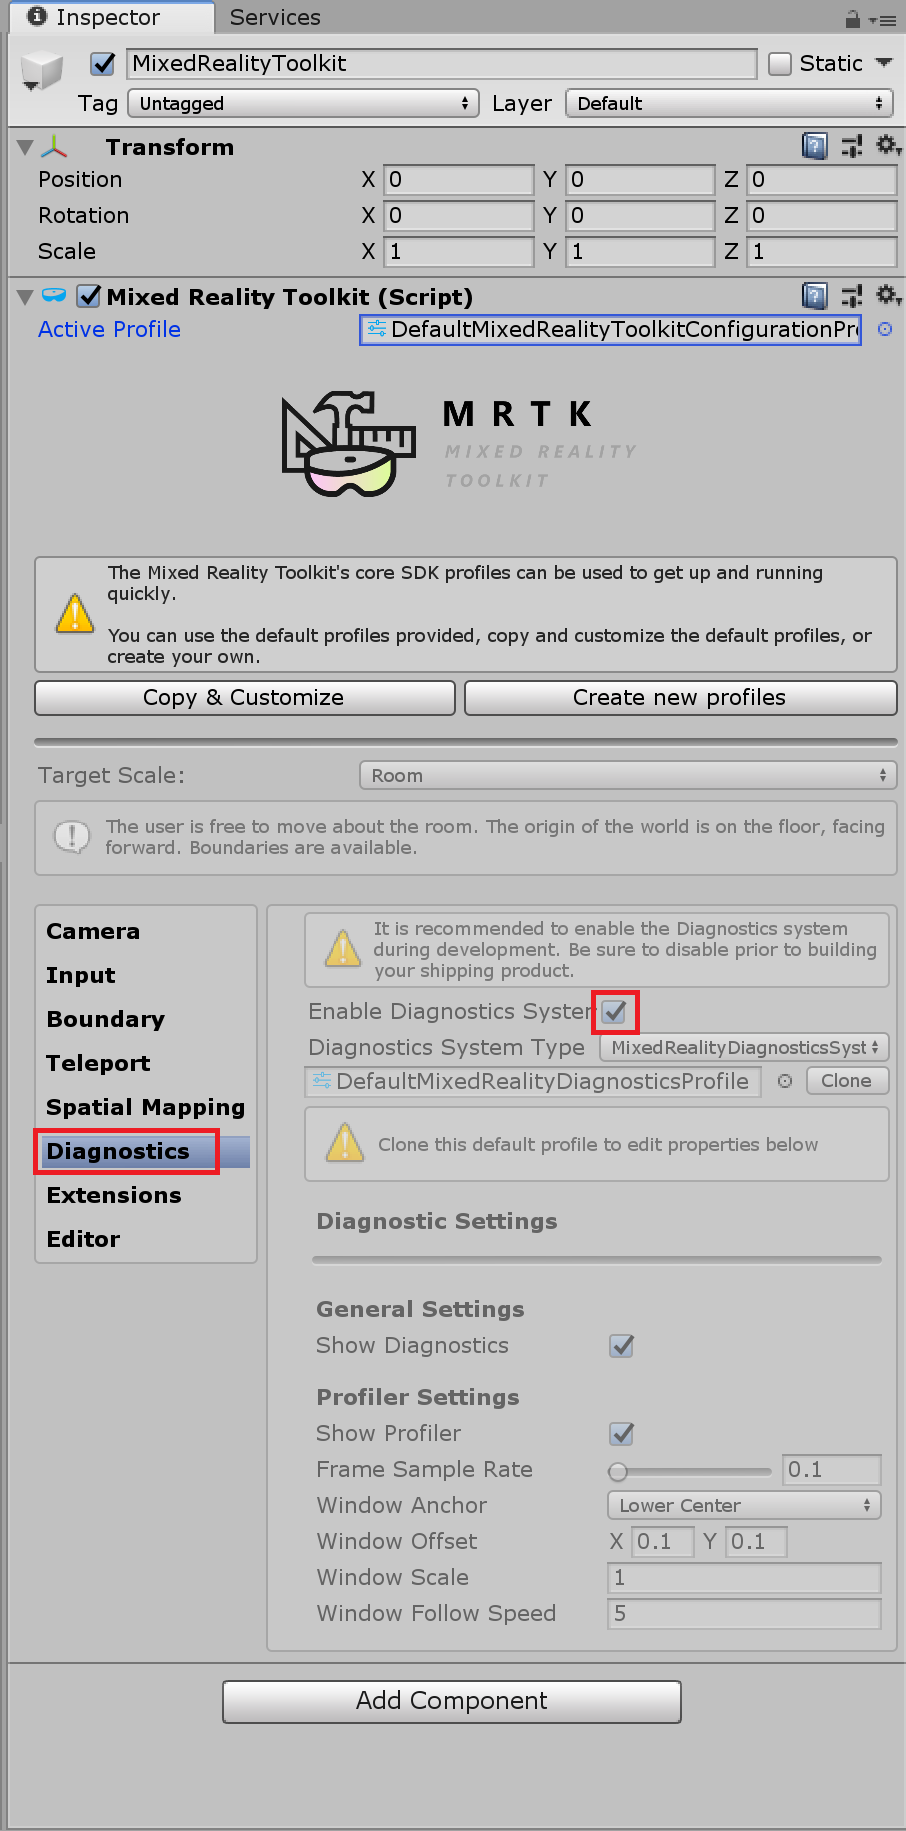 Inspector Services
MixedRealityToolkit Static
Tag Untagged Layer Default
Transform
Position X 0 Y 0 Z 0
Rotation X 0 Y 0 Z 0
Scale X 1 Y 1 Z 1
Mixed Reality Toolkit (Script)
Active Profile DefaultMixedRealityToolkitConfigurationPr
MRTK
MIXED REALITY
TOOLKIT
The Mixed Reality Toolkit's core SDK profiles can be used to get up and running
quickly.
You can use the default profiles provided, copy and customize the default profiles, or
create your own.
Copy & Customize Create new profiles
Target Scale: Room
The user is free to move about the room. The origin of the world is on the floor, facing
forward. Boundaries are available.
Camera
Input
Boundary
Teleport
Spatial Mapping
Diagnostics
Extensions
Editor
It is recommended to enable the Diagnostics system
during development. Be sure to disable prior to building
your shipping product.
Enable Diagnostics System
Diagnostics System Type MixedRealityDiagnosticsSyst
DefaultMixedRealityDiagnosticsProfile Clone
Clone this default profile to edit properties below
Diagnostic Settings
General Settings
Show Diagnostics
Profiler Settings
Show Profiler
Frame Sample Rate 0.1
Window Anchor Lower Center
Window Offset X 0.1 Y 0.1
Window Scale 1
Window Follow Speed 5
Add Component